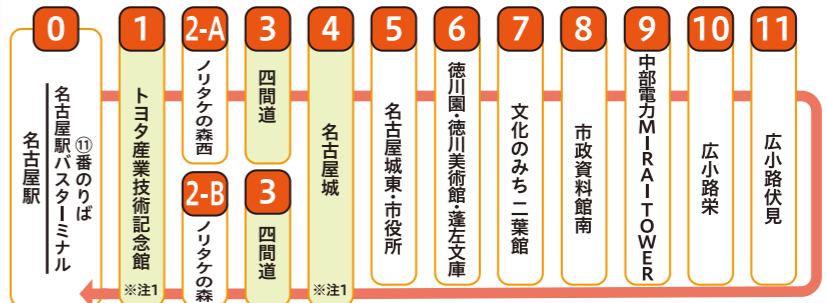 0
⑪番のりば
名古屋駅バスターミナル
名古屋駅
1
トヨタ産業技術記念館
※注1
2-A
ノリタケの森西
2-B
ノリタケの森
3
四間道
3
四間道
4
名古屋城
※注1
5
名古屋城東・市役所
6
徳川園・徳川美術館・蓬左文庫
7
文化のみち二葉館
8
市政資料館南
9
中部電力MIRAI TOWER
10
広小路栄
11
広小路伏見